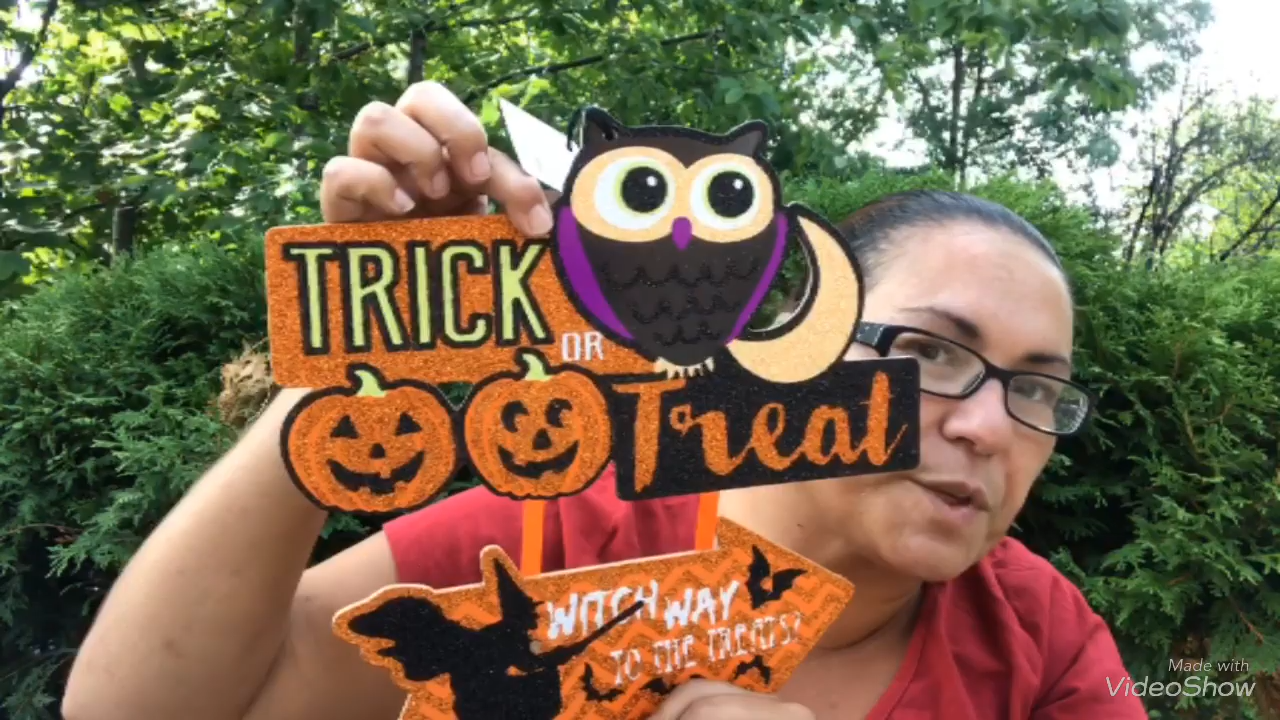 TRICK
OR
Treat
WITCH WAY
TO THE TREATS?
Made with
VideoShow